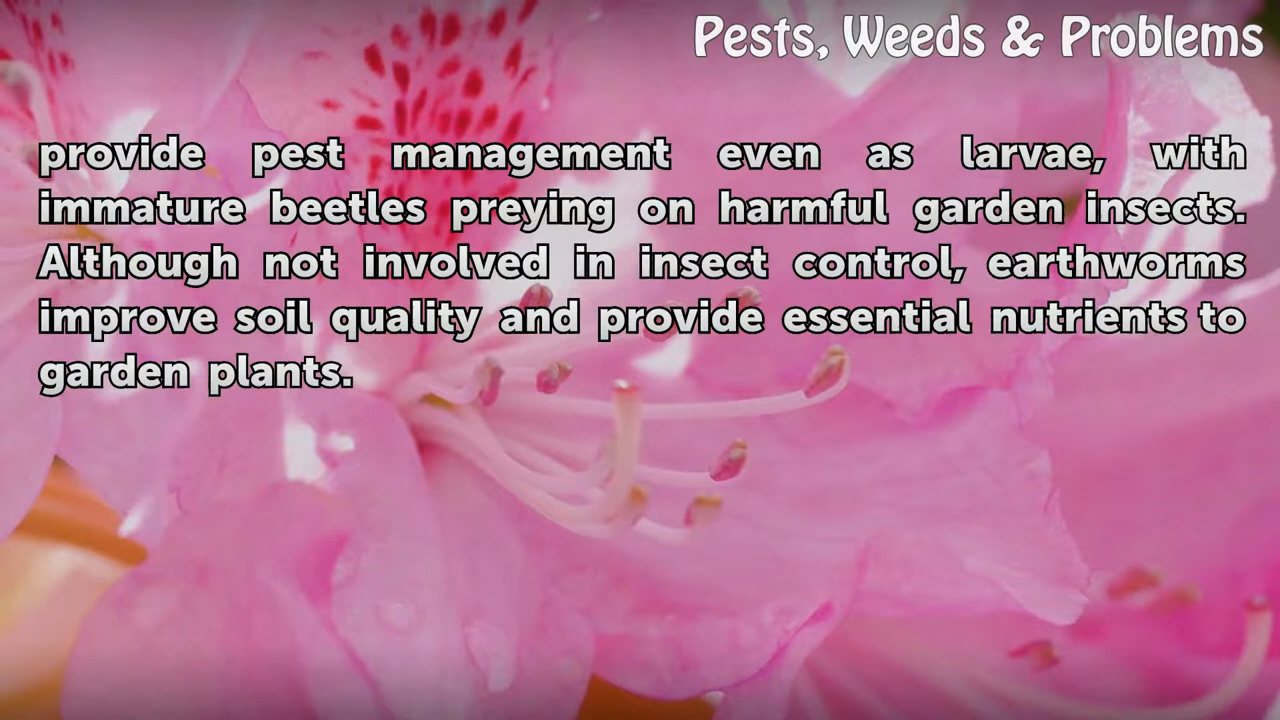 Pests, Weeds & Problems
provide pest management even as larvae, with
immature beetles preying on harmful garden insects.
Although not involved in insect control, earthworms
improve soil quality and provide essential nutrients to
garden plants.